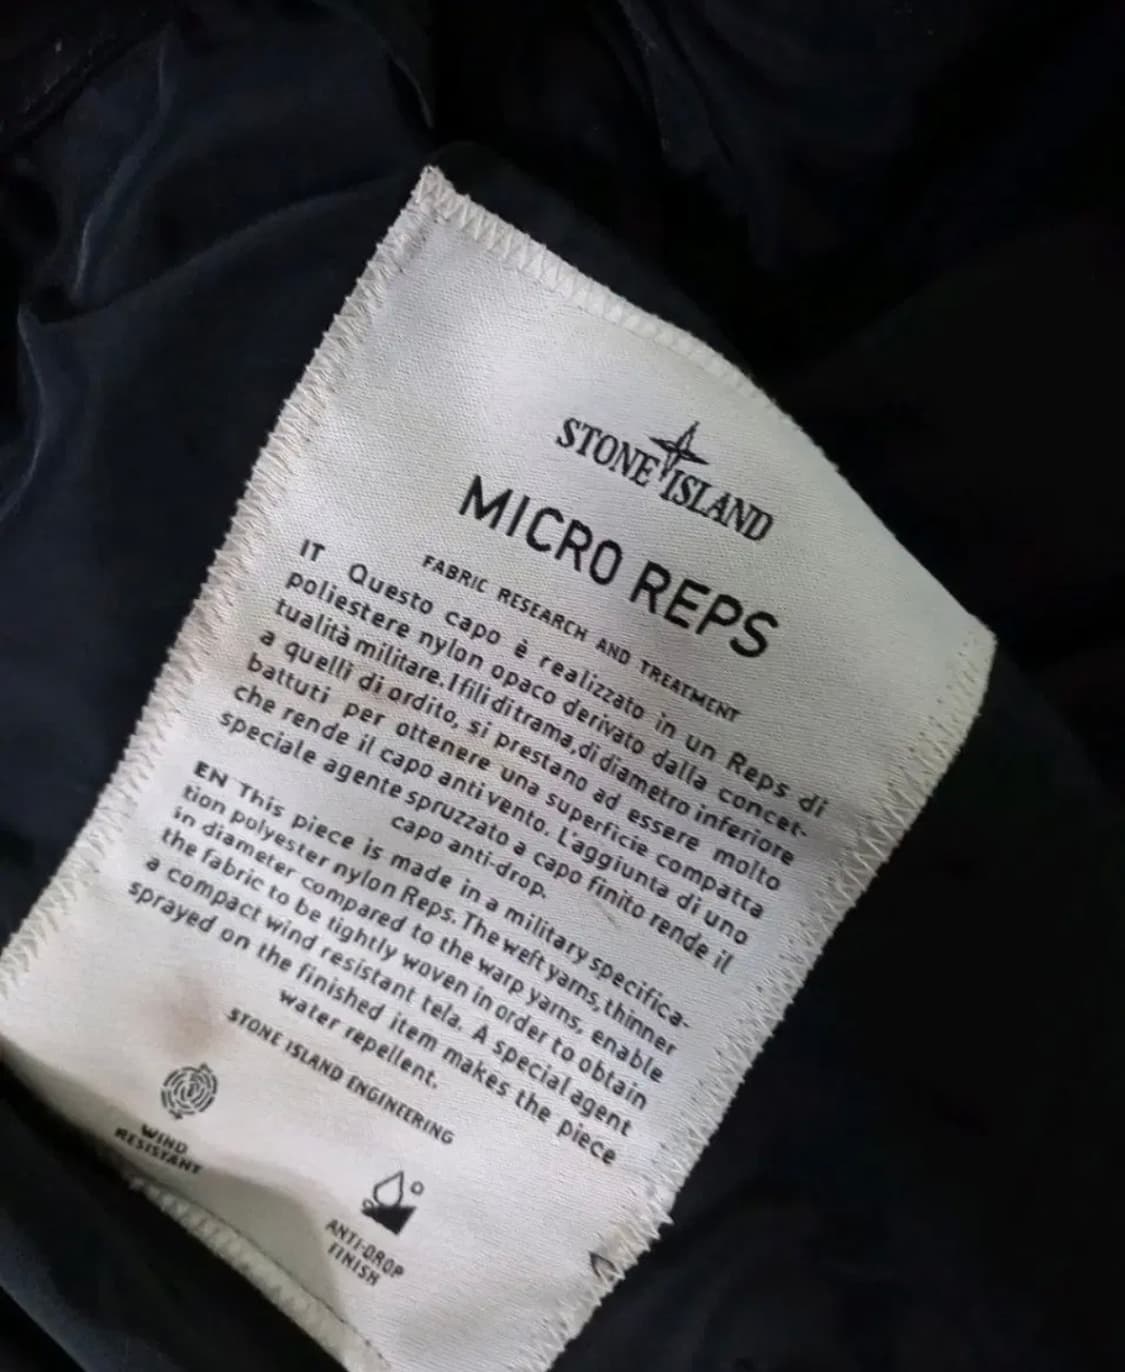 STONE ISLAND
MICRO REPS
FABRIC RESEARCH AND TREATMENT
IT Questo capo è realizzato in un Reps di
poliestere nylon opaco derivato dalla concet-
tualità militare. I fili di trama, di diametro inferiore
a quelli di ordito, si prestano ad essere molto
battuti per ottenere una superficie compatta
che rende il capo anti vento. L'aggiunta di uno
speciale agente spruzzato a capo finito rende il
capo anti-drop.
EN This piece is made in a military specifica-
tion polyester nylon Reps. The weft yarns, thinner
in diameter compared to the warp yarns, enable
the fabric to be tightly woven in order to obtain
a compact wind resistant tela. A special agent
sprayed on the finished item makes the piece
water repellent.
STONE ISLAND ENGINEERING
WIND
RESISTANT
ANTI-DROP
FINISH